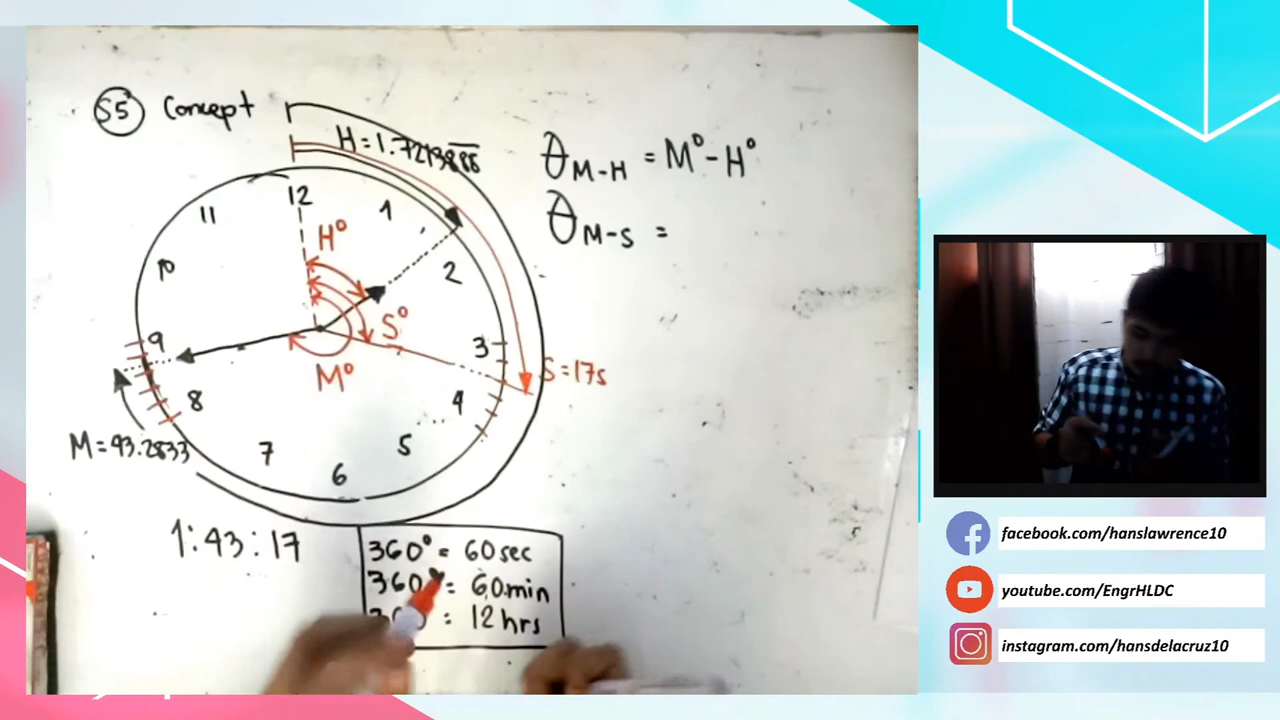 S5 Concept
H = 1.7213888
θM-H = M° - H°
θM-S =
12
11
1
H°
10
2
S°
9
3
M°
S = 17s
8
4
7
5
6
M = 43.2833
1:43:17
360° = 60 sec
360° = 60 min
= 12 hrs
facebook.com/hanslawrence10
youtube.com/EngrHLDC
instagram.com/hansdelacruz10